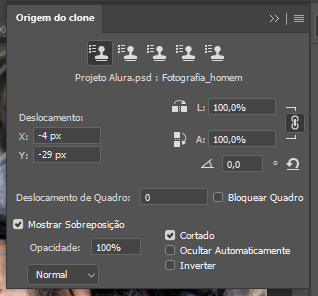 Origem do clone
Projeto Alura.psd : Fotografia_homem
Deslocamento:
X: -4 px
Y: -29 px
L: 100,0%
A: 100,0%
0,0 °
Deslocamento de Quadro: 0 Bloquear Quadro
Mostrar Sobreposição
Opacidade: 100%
Normal
Cortado
Ocultar Automaticamente
Inverter